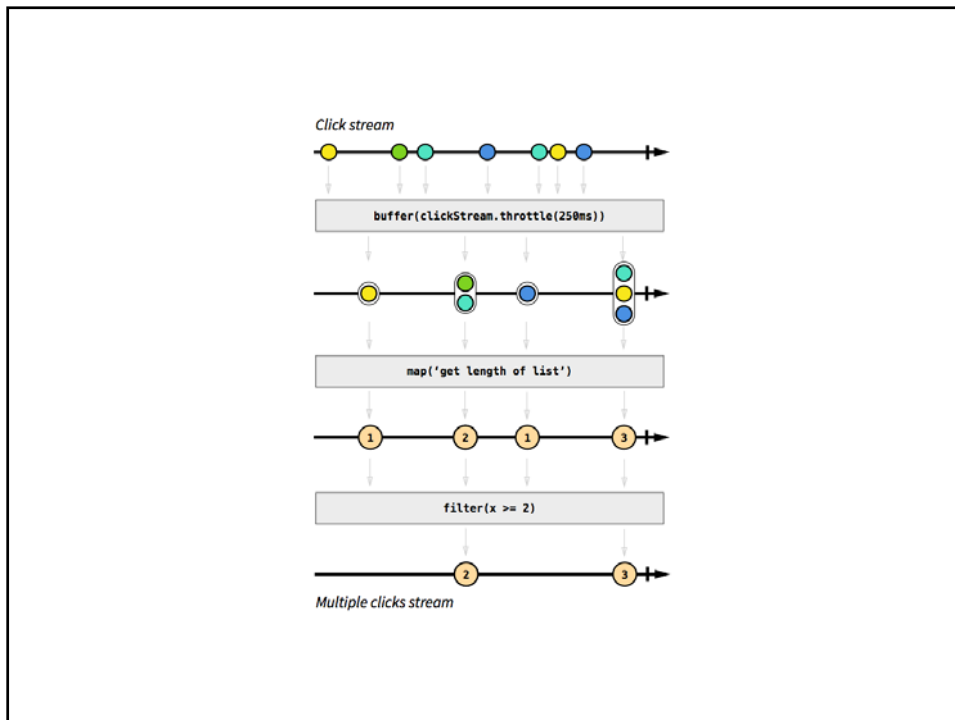 Click stream
buffer(clickStream.throttle(250ms))
map(‘get length of list’)
1 2 1 3
filter(x >= 2)
2 3
Multiple clicks stream